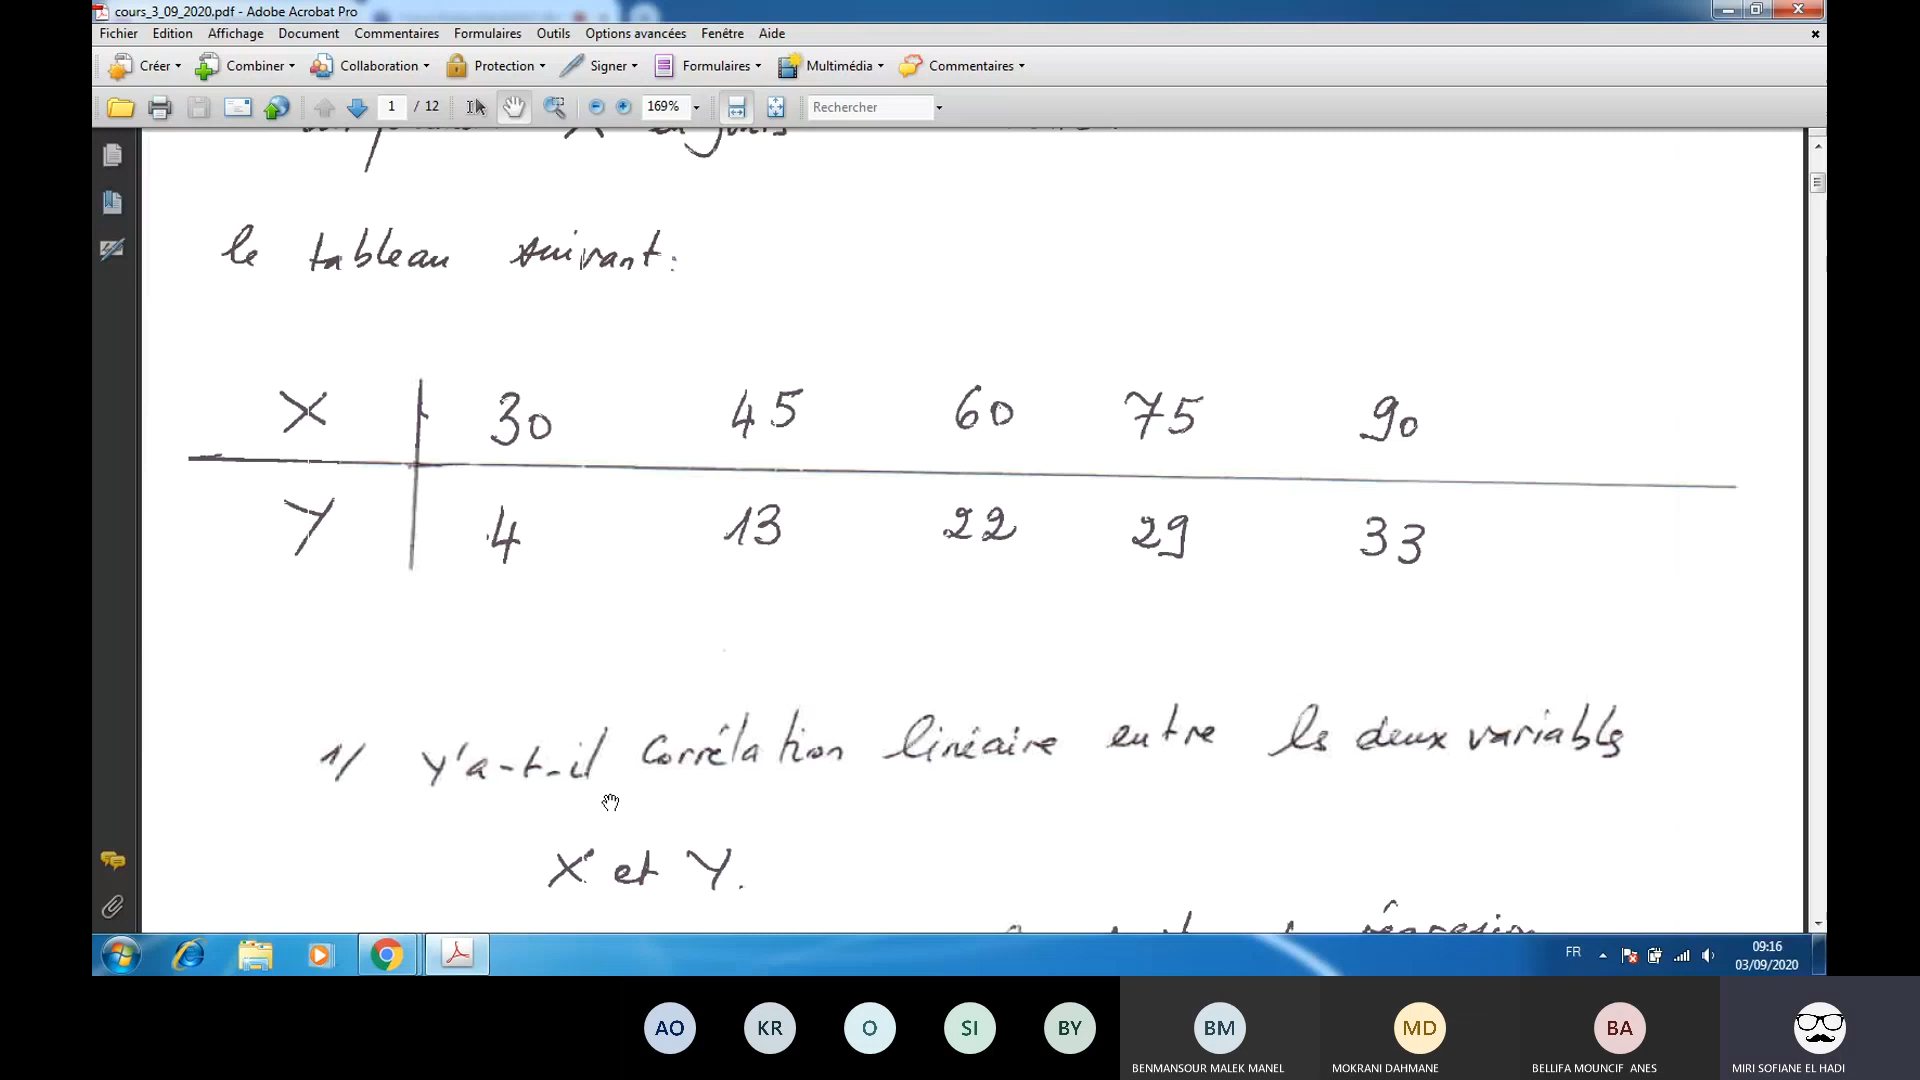 cours_3_09_2020.pdf - Adobe Acrobat Pro
Fichier Edition Affichage Document Commentaires Formulaires Outils Options avancées Fenêtre Aide
Créer Combiner Collaboration Protection Signer Formulaires Multimédia Commentaires
1 / 12 169% Rechercher
X en jours
le tableau suivant:
X 30 45 60 75 90
Y 4 13 22 29 33
1/ y'a-t-il corrélation linéaire entre les deux variables
X et Y.
FR 09:16
03/09/2020
AO KR O SI BY BM MD BA
BENMANSOUR MALEK MANEL MOKRANI DAHMANE BELLIFA MOUNCIF ANES MIRI SOFIANE EL HADI